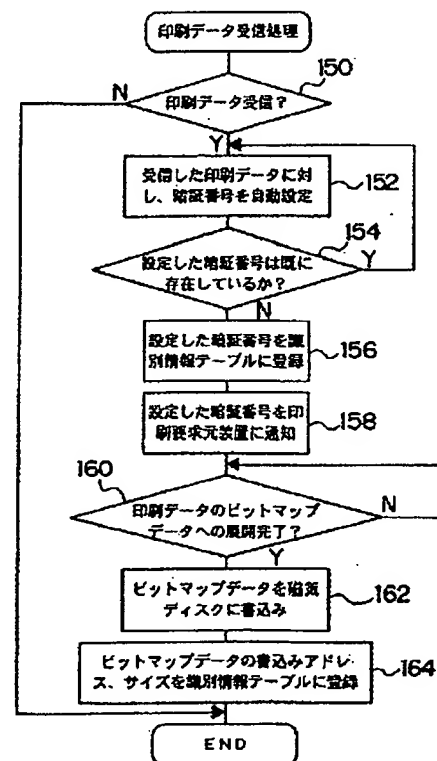 印刷データ受信処理
150
N
印刷データ受信？
Y
受信した印刷データに対
し、暗証番号を自動設定
152
154
設定した暗証番号は既に
存在しているか？
Y
N
設定した暗証番号を識
別情報テーブルに登録
156
設定した暗証番号を印
刷要求元装置に通知
158
160
印刷データのビットマップ
データへの展開完了？
N
Y
ビットマップデータを磁気
ディスクに書込み
162
ビットマップデータの書込みアドレ
ス、サイズを識別情報テーブルに登録
164
END